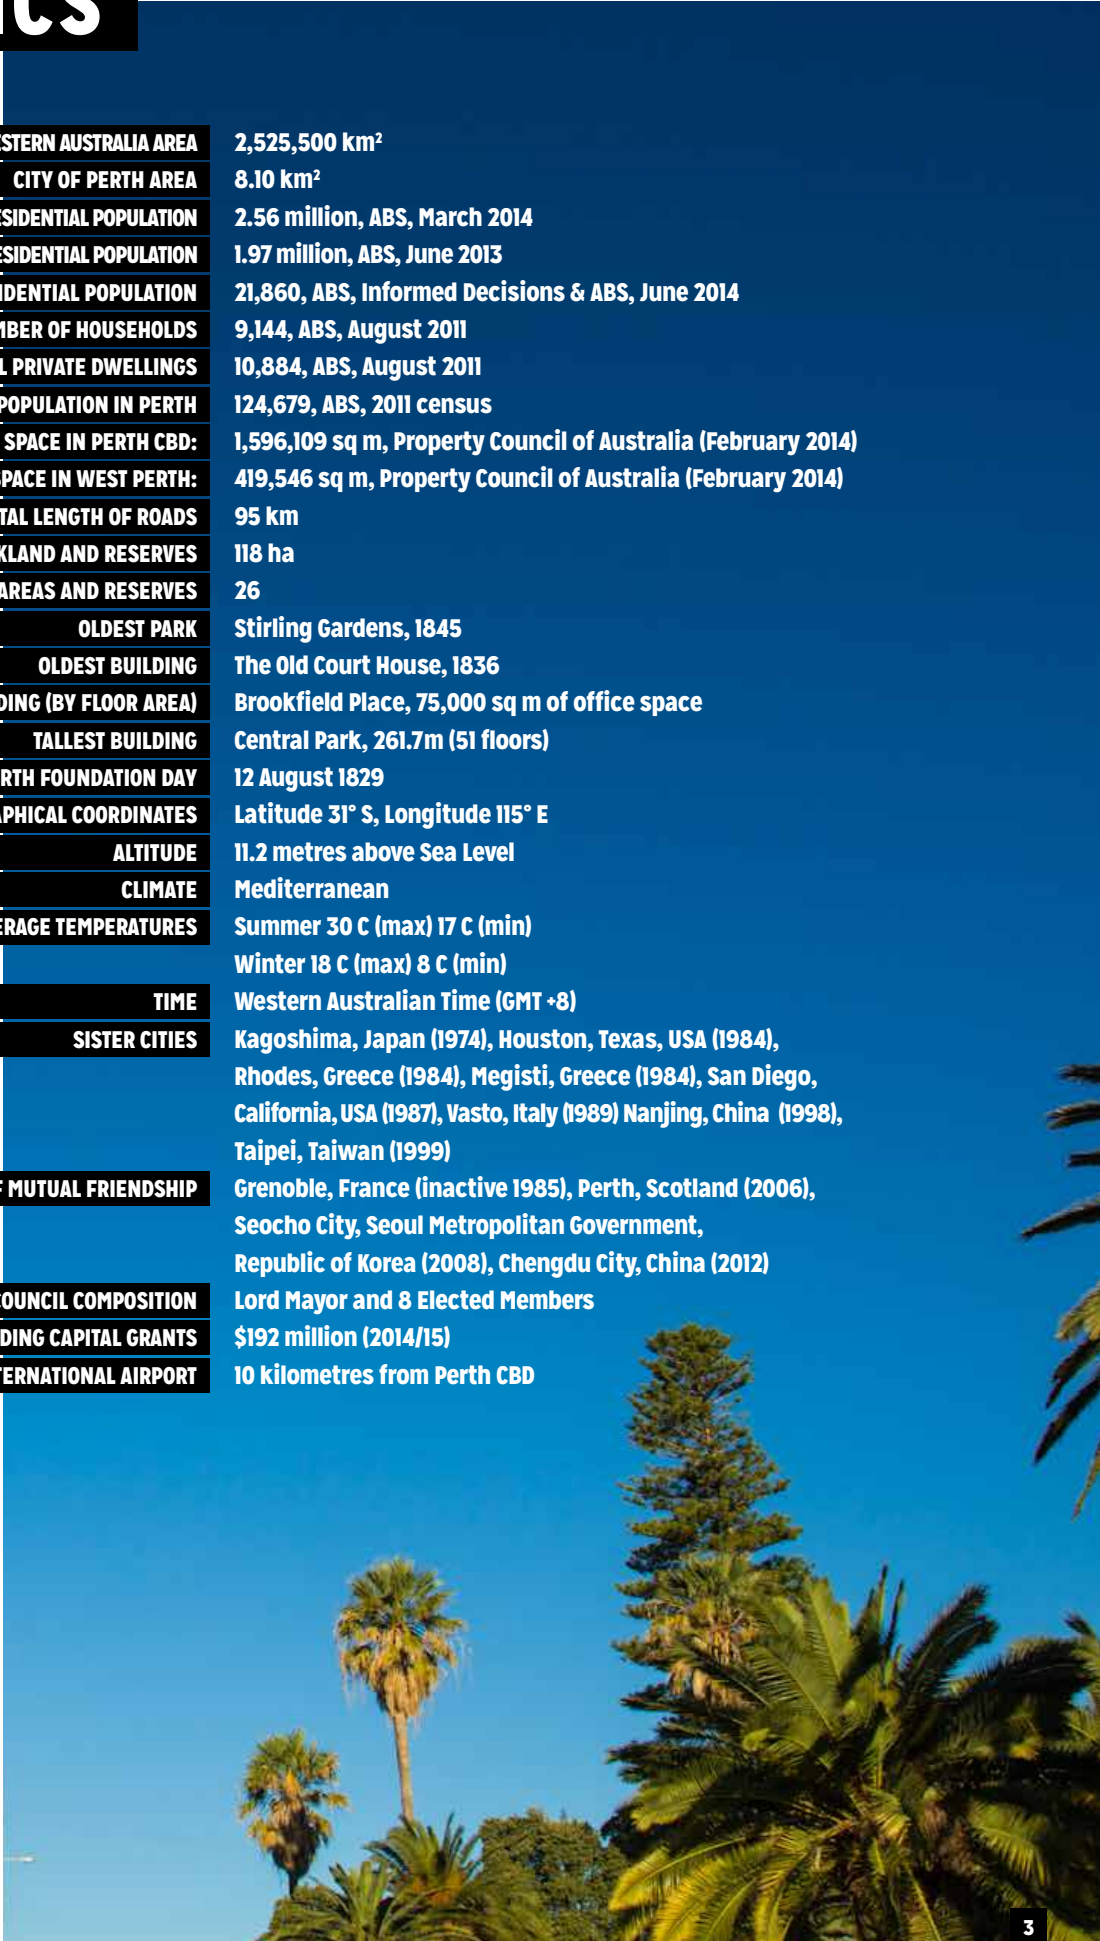 ICS
STERN AUSTRALIA AREA 2,525,500 km²
CITY OF PERTH AREA 8.10 km²
ESIDENTIAL POPULATION 2.56 million, ABS, March 2014
ESIDENTIAL POPULATION 1.97 million, ABS, June 2013
IDENTIAL POPULATION 21,860, ABS, Informed Decisions & ABS, June 2014
MBER OF HOUSEHOLDS 9,144, ABS, August 2011
L PRIVATE DWELLINGS 10,884, ABS, August 2011
POPULATION IN PERTH 124,679, ABS, 2011 census
SPACE IN PERTH CBD: 1,596,109 sq m, Property Council of Australia (February 2014)
SPACE IN WEST PERTH: 419,546 sq m, Property Council of Australia (February 2014)
TAL LENGTH OF ROADS 95 km
KLAND AND RESERVES 118 ha
AREAS AND RESERVES 26
OLDEST PARK Stirling Gardens, 1845
OLDEST BUILDING The Old Court House, 1836
DING (BY FLOOR AREA) Brookfield Place, 75,000 sq m of office space
TALLEST BUILDING Central Park, 261.7m (51 floors)
RTH FOUNDATION DAY 12 August 1829
APHICAL COORDINATES Latitude 31° S, Longitude 115° E
ALTITUDE 11.2 metres above Sea Level
CLIMATE Mediterranean
ERAGE TEMPERATURES Summer 30 C (max) 17 C (min)
Winter 18 C (max) 8 C (min)
TIME Western Australian Time (GMT +8)
SISTER CITIES Kagoshima, Japan (1974), Houston, Texas, USA (1984),
Rhodes, Greece (1984), Megisti, Greece (1984), San Diego,
California, USA (1987), Vasto, Italy (1989) Nanjing, China (1998),
Taipei, Taiwan (1999)
F MUTUAL FRIENDSHIP Grenoble, France (inactive 1985), Perth, Scotland (2006),
Seocho City, Seoul Metropolitan Government,
Republic of Korea (2008), Chengdu City, China (2012)
COUNCIL COMPOSITION Lord Mayor and 8 Elected Members
DING CAPITAL GRANTS $192 million (2014/15)
TERNATIONAL AIRPORT 10 kilometres from Perth CBD
3